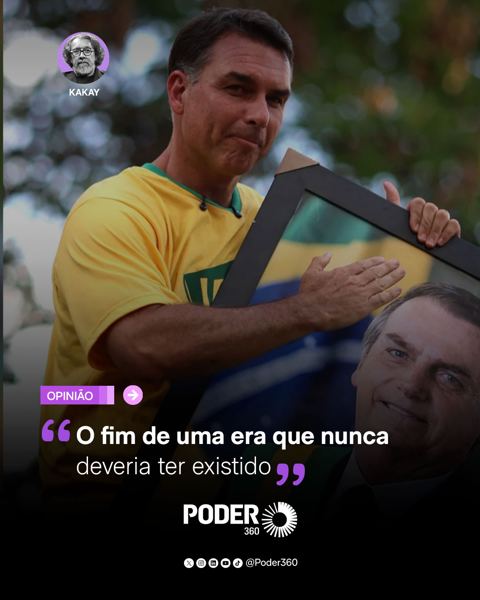 KAKAY
OPINIÃO
“O fim de uma era que nunca
deveria ter existido”
PODER
360
@Poder360